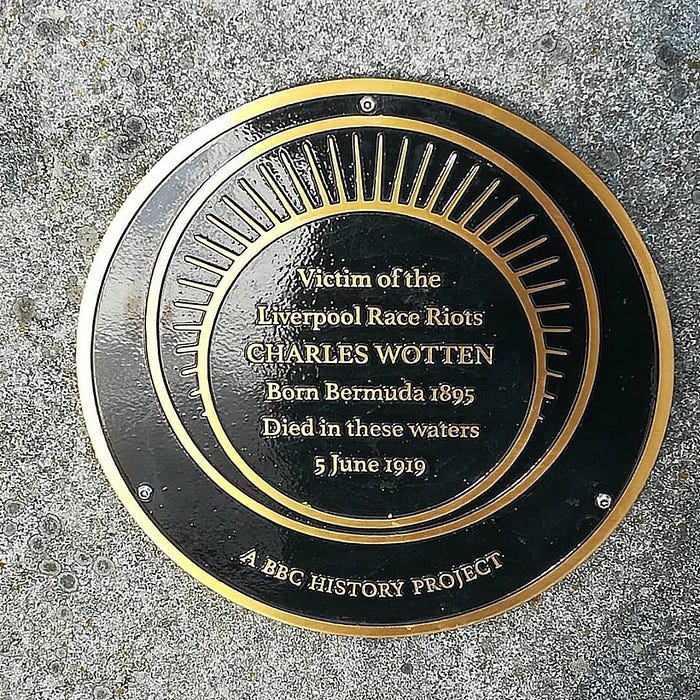 Victim of the
Liverpool Race Riots
CHARLES WOTTEN
Born Bermuda 1895
Died in these waters
5 June 1919
A BBC HISTORY PROJECT